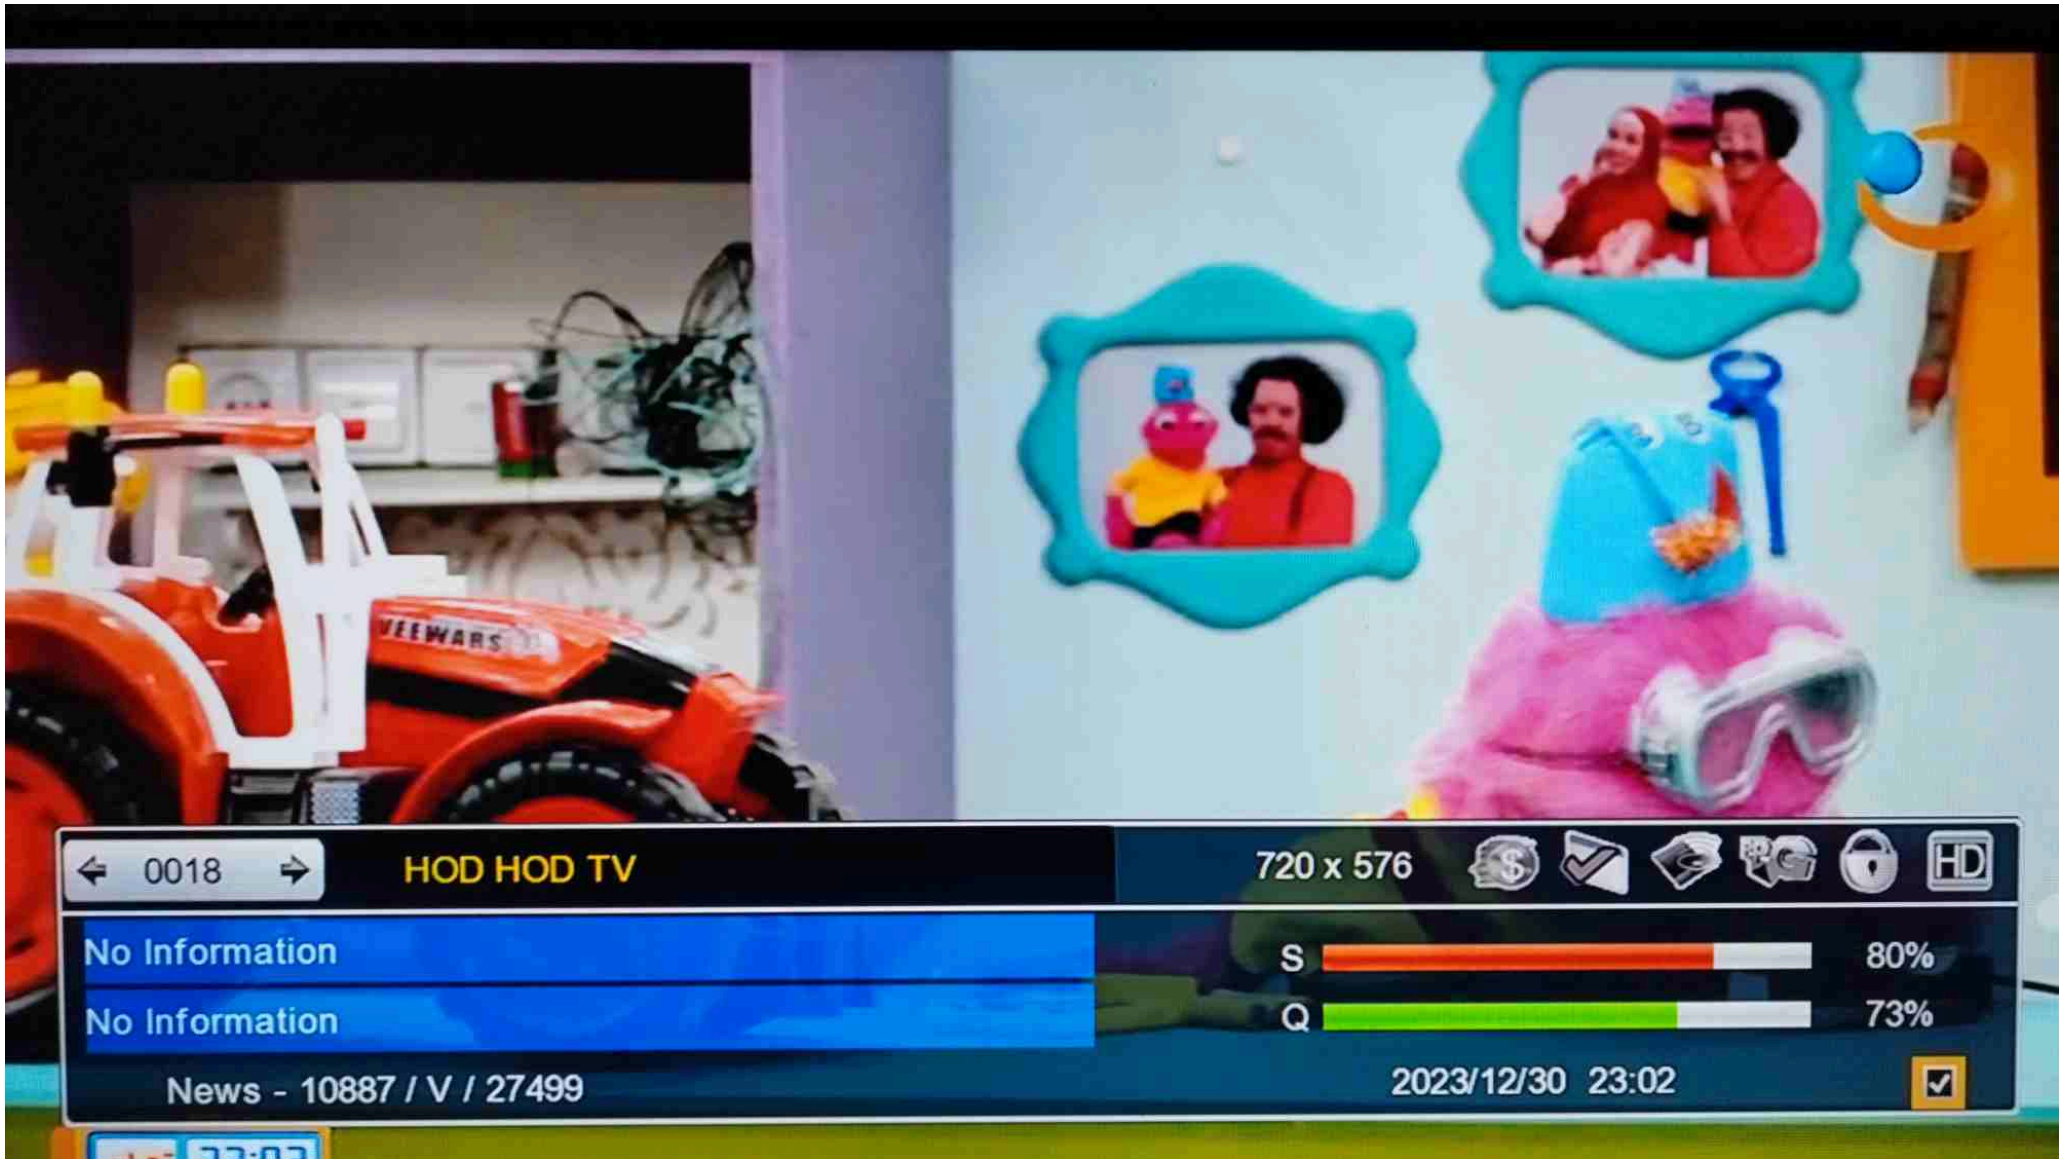 VEEWARS
0018 HOD HOD TV 720 x 576 HD
No Information
S 80%
No Information
Q 73%
News - 10887 / V / 27499 2023/12/30 23:02